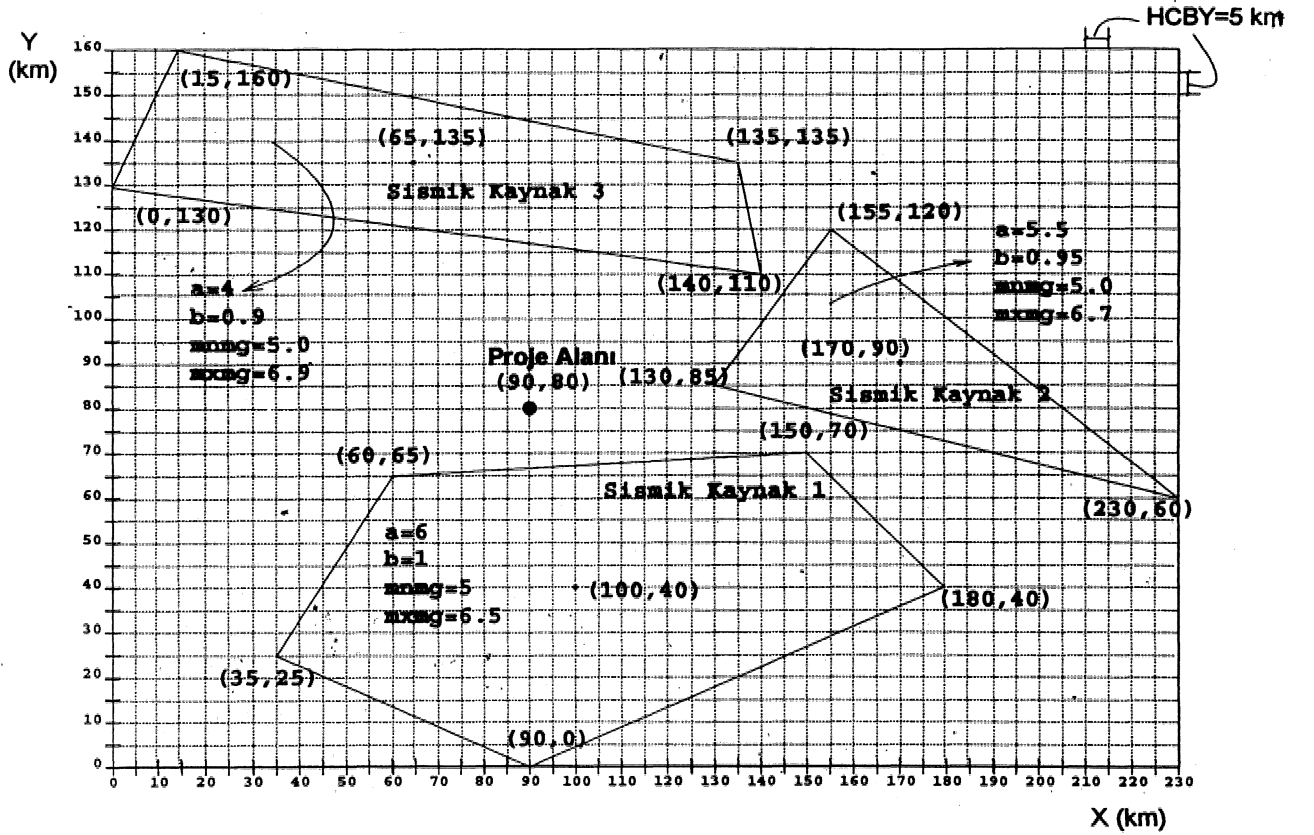 HCBY=5 km
Y
(km)
160
150
140
130
120
110
100
90
80
70
60
50
40
30
20
10
0
(15,160)
(65,135)
(135,135)
Sismik Kaynak 3
(0,130)
(155,120)
a=5.5
b=0.95
mnmg=5.0
mxmg=6.7
(140,110)
a=4
b=0.9
mnmg=5.0
mxmg=6.9
(170,90)
Proje Alanı
(90,80)
(130,85)
Sismik Kaynak 2
(150,70)
(60,65)
Sismik Kaynak 1
(230,60)
a=6
b=1
mnmg=5
mxmg=6.5
(100,40)
(180,40)
(35,25)
(90,0)
0 10 20 30 40 50 60 70 80 90 100 110 120 130 140 150 160 170 180 190 200 210 220 230
X (km)